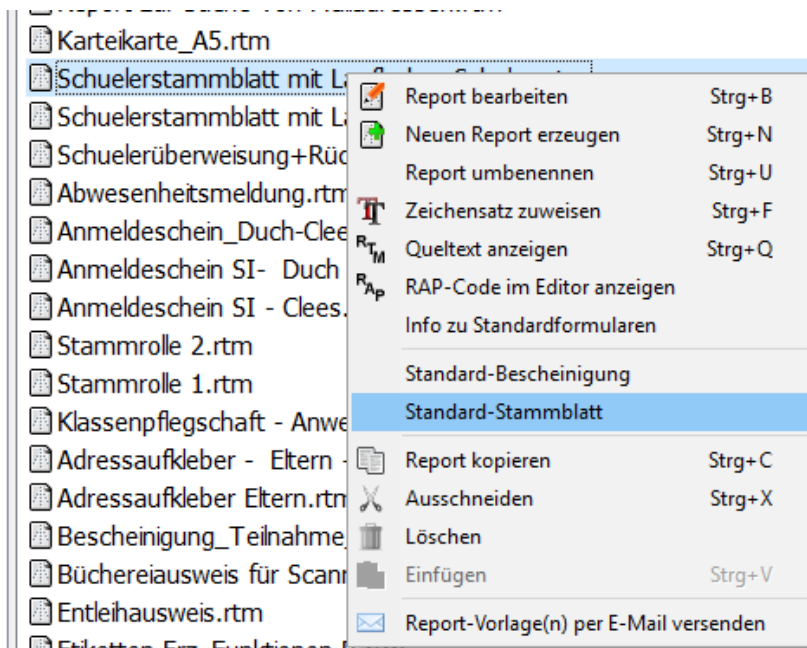 Karteikarte_A5.rtm
Schuelerstammblatt mit
Report bearbeiten Strg+B
Schuelerstammblatt mit
Neuen Report erzeugen Strg+N
Schuelerüberweisung+Rüc
Report umbenennen Strg+U
Abwesenheitsmeldung.rtm
Zeichensatz zuweisen Strg+F
Anmeldeschein_Duch-Clee
RTM Queltext anzeigen Strg+Q
Anmeldeschein SI- Duch
RAP RAP-Code im Editor anzeigen
Anmeldeschein SI - Clees.
Info zu Standardformularen
Stammrolle 2.rtm
Standard-Bescheinigung
Stammrolle 1.rtm
Standard-Stammblatt
Klassenpflegschaft - Anwe
Adressaufkleber - Eltern -
Report kopieren Strg+C
Adressaufkleber Eltern.rtm
Ausschneiden Strg+X
Bescheinigung_Teilnahme_
Löschen
Büchereiausweis für Scann
Einfügen Strg+V
Entleihausweis.rtm
Report-Vorlage(n) per E-Mail versenden